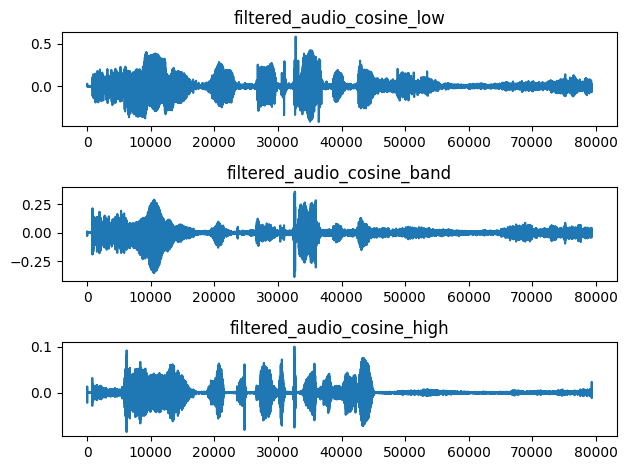 filtered_audio_cosine_low
0.5
0.0
0 10000 20000 30000 40000 50000 60000 70000 80000
filtered_audio_cosine_band
0.25
0.00
−0.25
0 10000 20000 30000 40000 50000 60000 70000 80000
filtered_audio_cosine_high
0.1
0.0
0 10000 20000 30000 40000 50000 60000 70000 80000